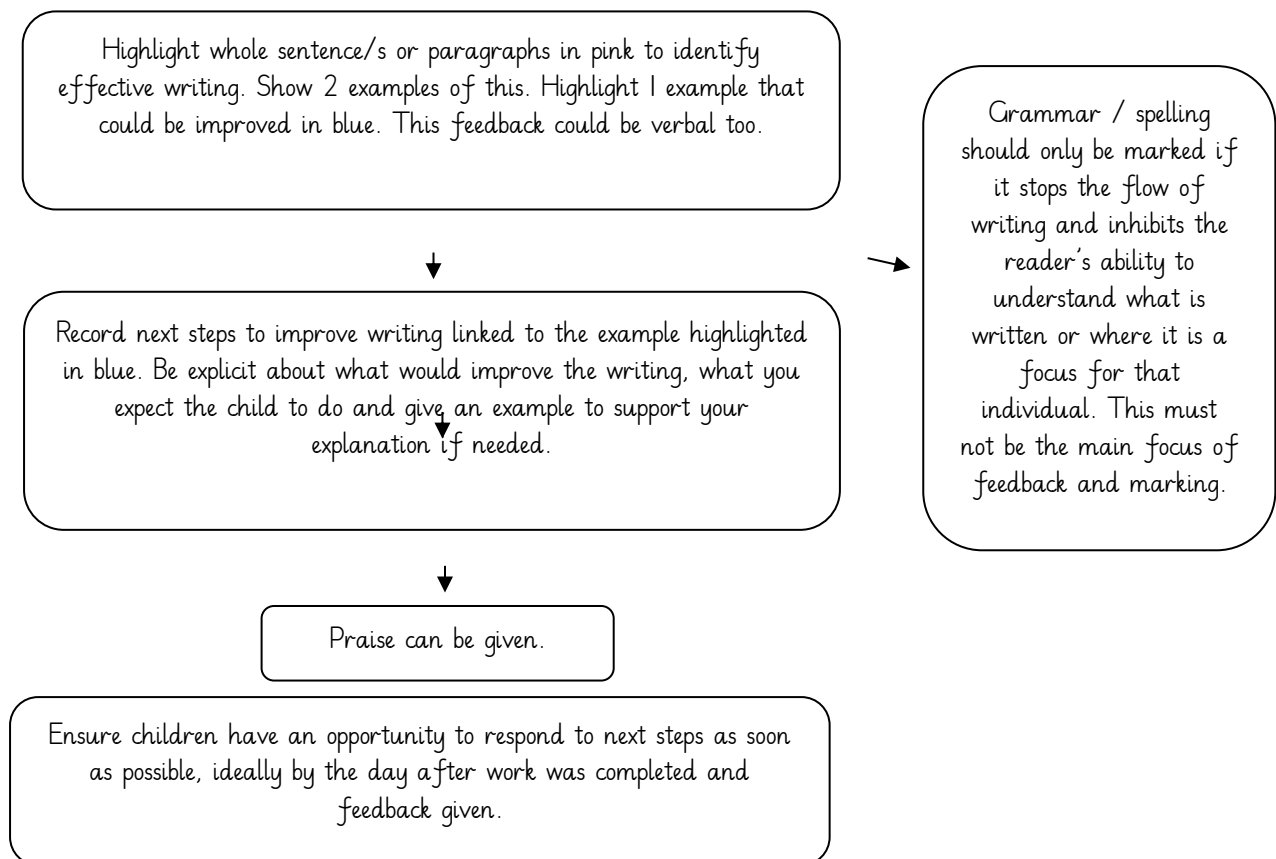 Highlight whole sentence/s or paragraphs in pink to identify
effective writing. Show 2 examples of this. Highlight 1 example that
could be improved in blue. This feedback could be verbal too.
Grammar / spelling
should only be marked if
it stops the flow of
writing and inhibits the
reader's ability to
understand what is
written or where it is a
focus for that
individual. This must
not be the main focus of
feedback and marking.
Record next steps to improve writing linked to the example highlighted
in blue. Be explicit about what would improve the writing, what you
expect the child to do and give an example to support your
explanation if needed.
Praise can be given.
Ensure children have an opportunity to respond to next steps as soon
as possible, ideally by the day after work was completed and
feedback given.